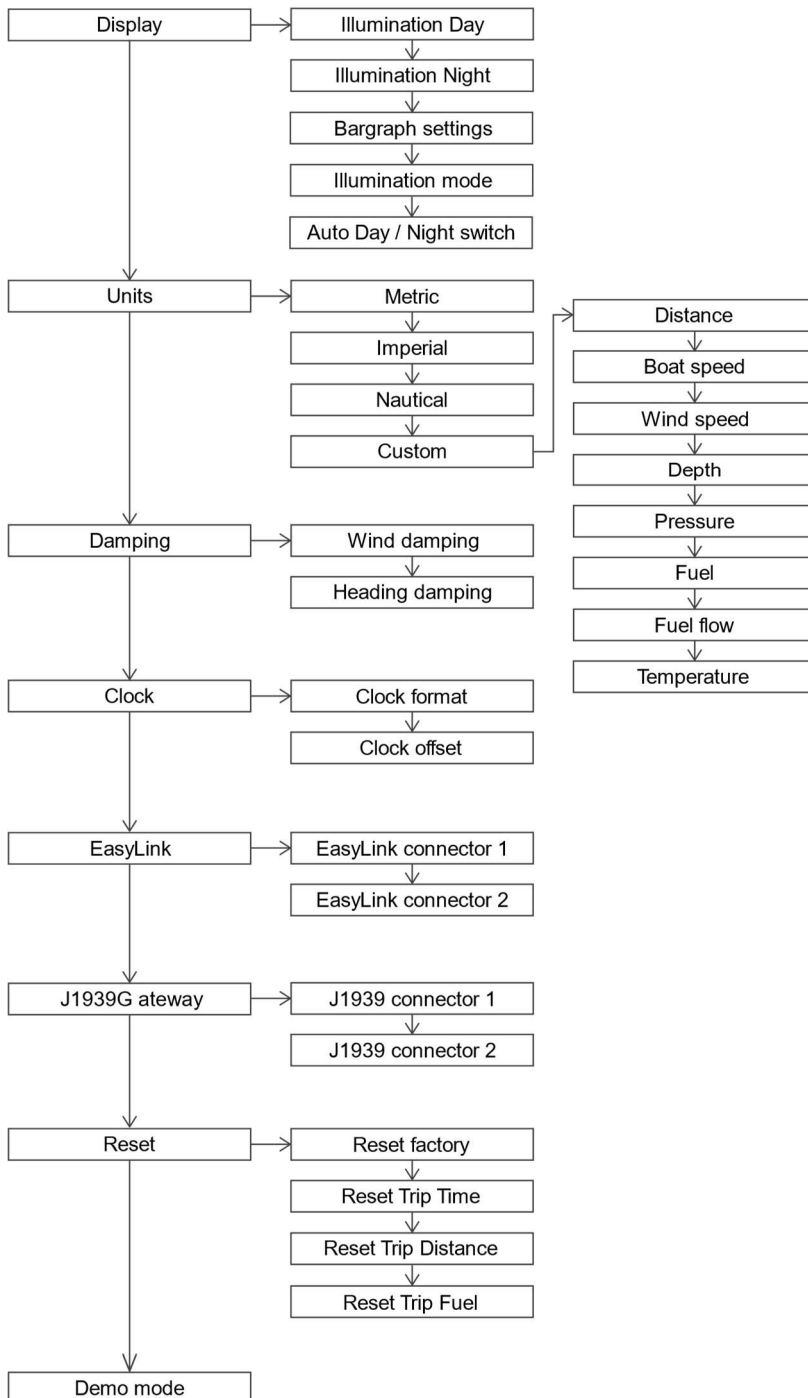 Display
Illumination Day
Illumination Night
Bargraph settings
Illumination mode
Auto Day / Night switch
Units
Metric
Imperial
Nautical
Custom
Distance
Boat speed
Wind speed
Depth
Pressure
Fuel
Fuel flow
Temperature
Damping
Wind damping
Heading damping
Clock
Clock format
Clock offset
EasyLink
EasyLink connector 1
EasyLink connector 2
J1939G ateway
J1939 connector 1
J1939 connector 2
Reset
Reset factory
Reset Trip Time
Reset Trip Distance
Reset Trip Fuel
Demo mode